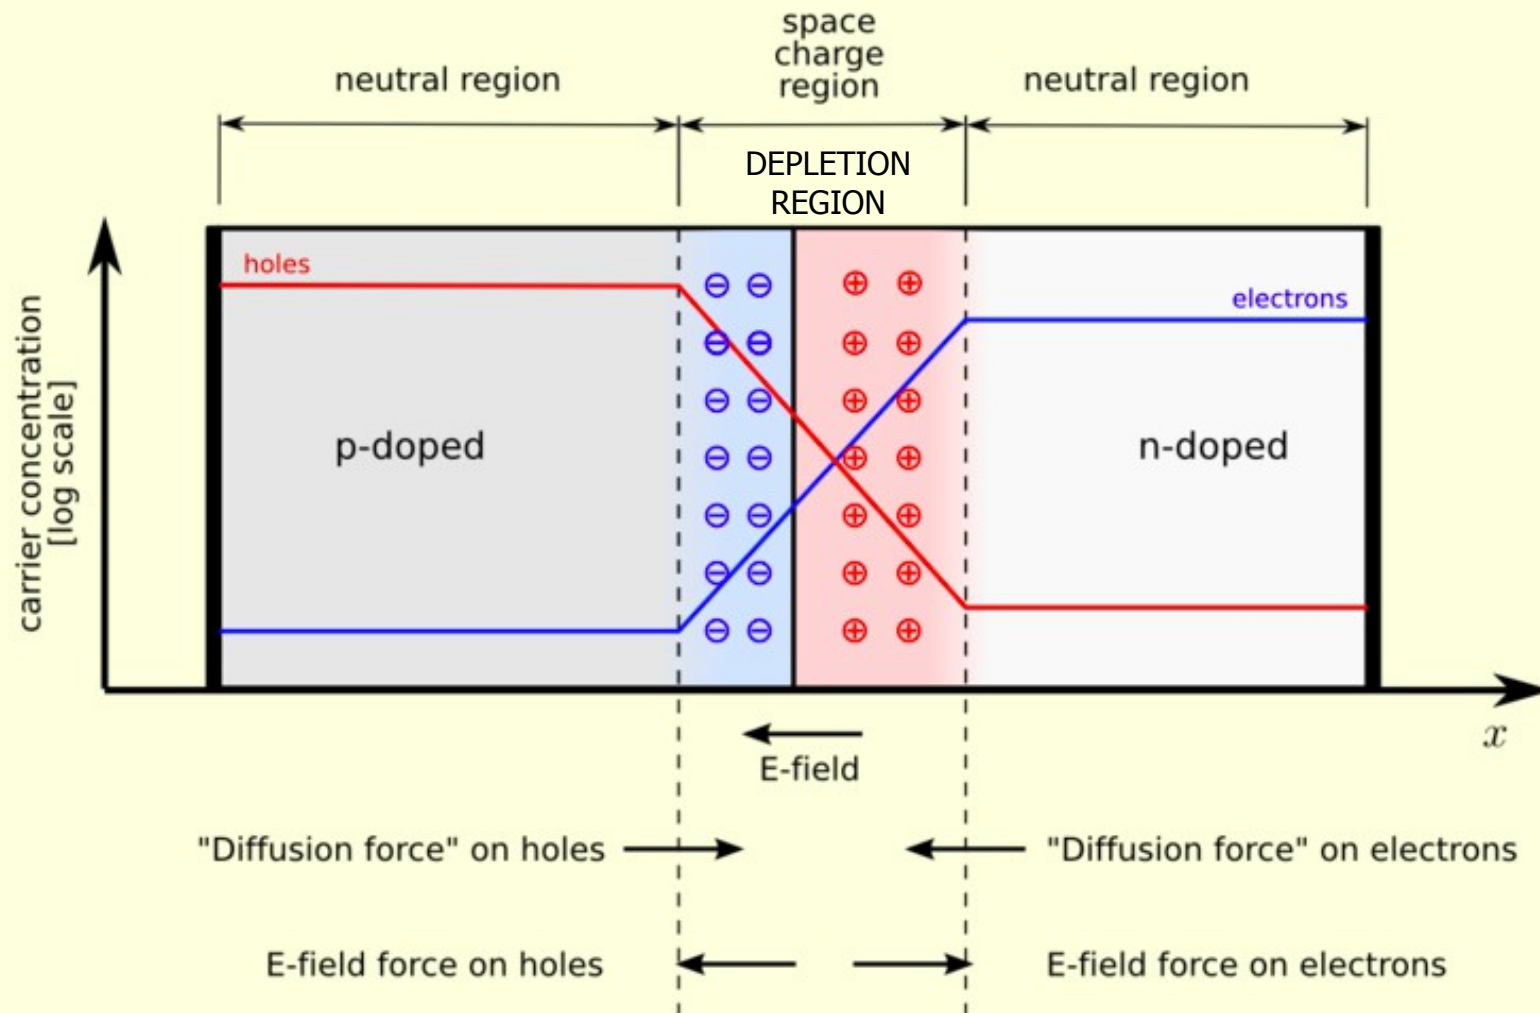 space
charge
region
neutral region
neutral region
DEPLETION
REGION
holes
electrons
p-doped
n-doped
carrier concentration
[log scale]
x
E-field
"Diffusion force" on holes
"Diffusion force" on electrons
E-field force on holes
E-field force on electrons